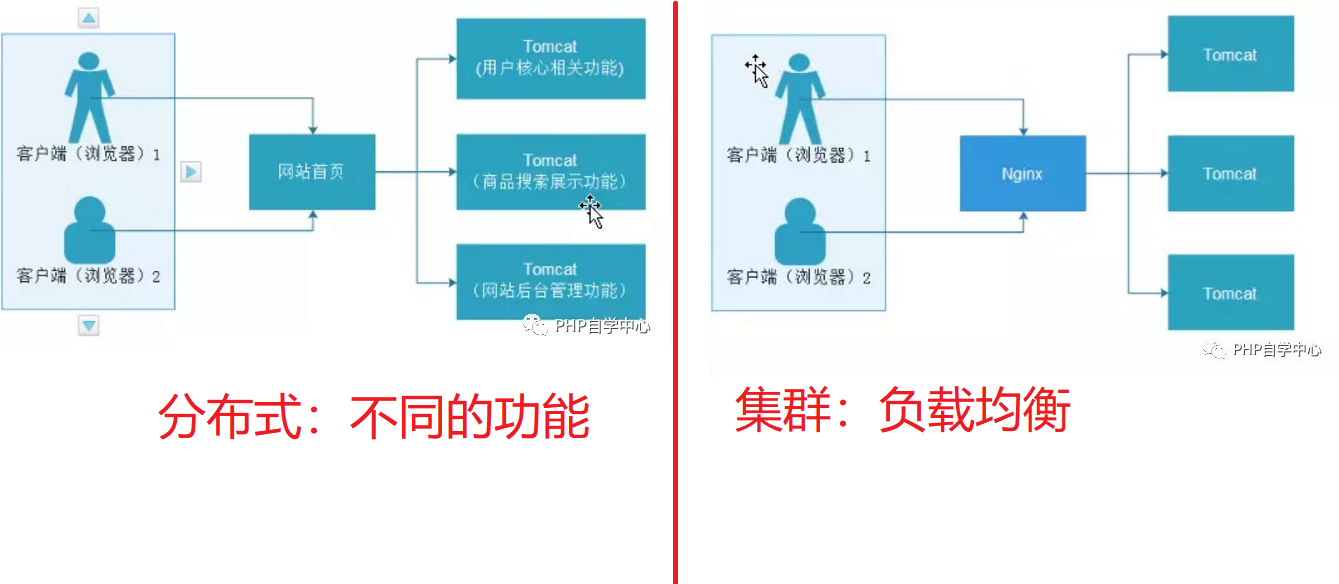 Tomcat
(用户核心相关功能)
客户端（浏览器）1
网站首页
Tomcat
（商品搜索展示功能）
客户端（浏览器）2
Tomcat
（网站后台管理功能）
PHP自学中心
分布式：不同的功能
Tomcat
客户端（浏览器）1
Nginx
Tomcat
客户端（浏览器）2
Tomcat
PHP自学中心
集群：负载均衡